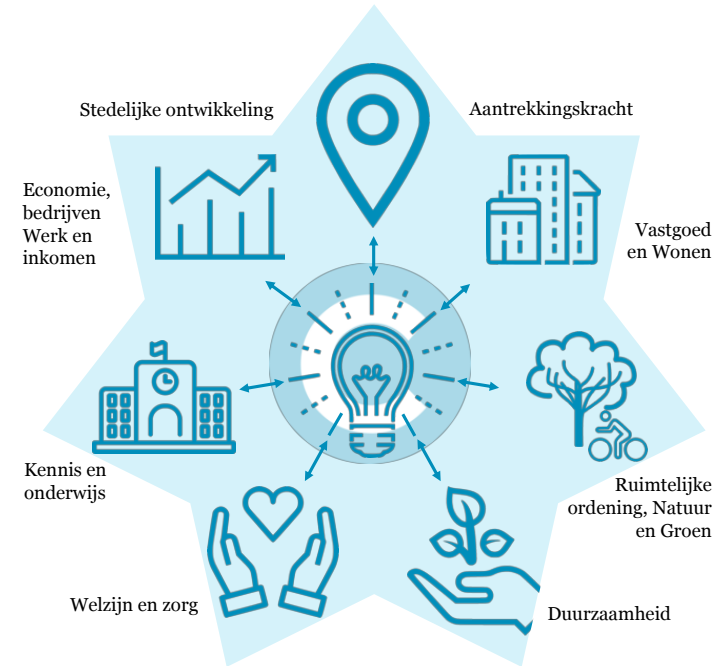 Stedelijke ontwikkeling
Aantrekkingskracht
Economie,
bedrijven
Werk en
inkomen
Vastgoed
en Wonen
Kennis en
onderwijs
Ruimtelijke
ordening, Natuur
en Groen
Welzijn en zorg
Duurzaamheid